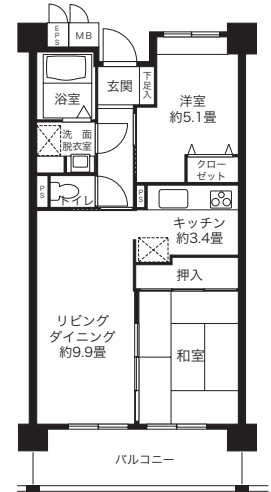 EPS
MB
玄関
下足入
浴室
洋室
約5.1畳
洗面
脱衣室
クロー
ゼット
PS
トイレ
PS
キッチン
約3.4畳
押入
リビング
ダイニング
約9.9畳
和室
バルコニー